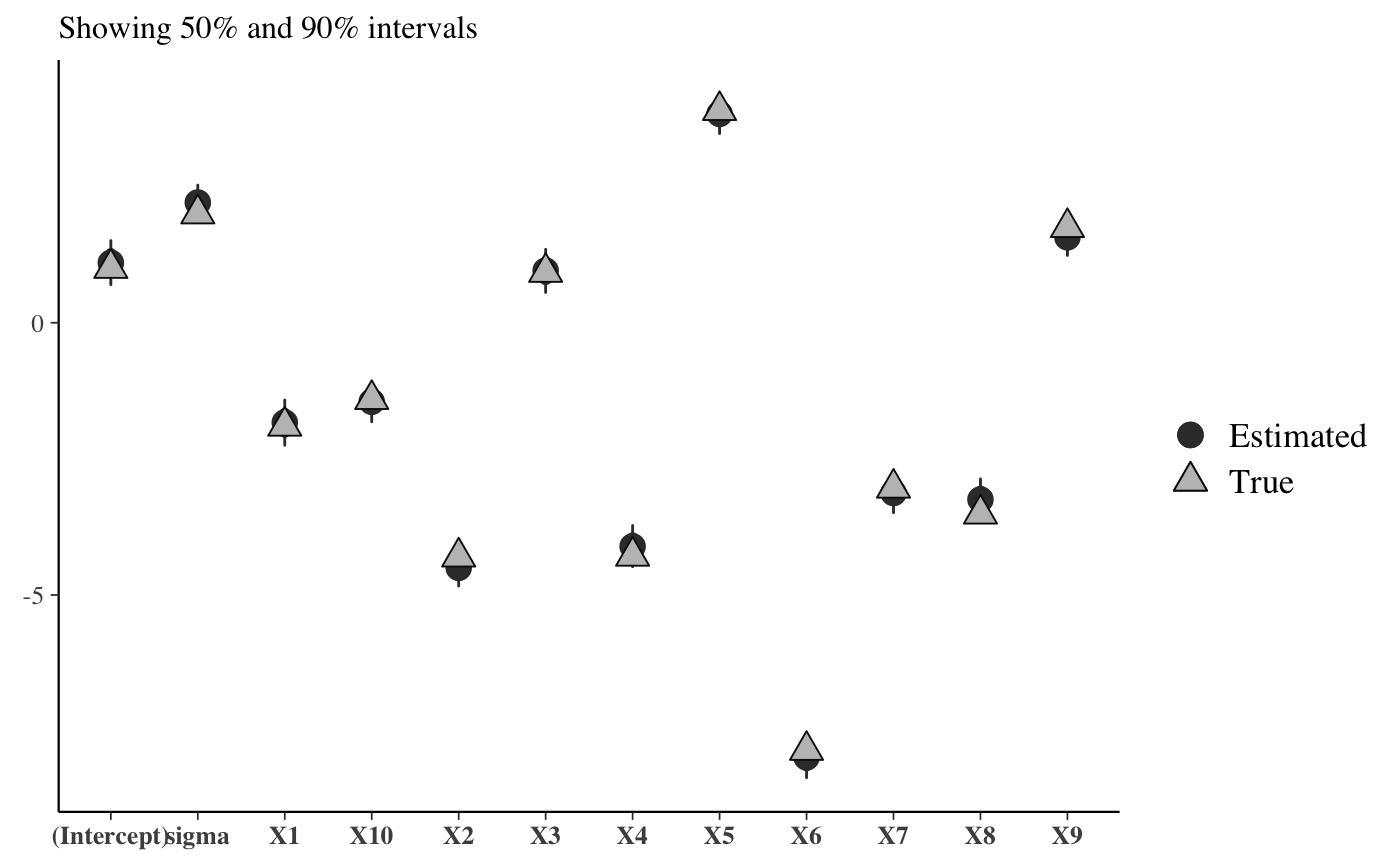 Showing 50% and 90% intervals
0
-5
(Intercept) sigma X1 X10 X2 X3 X4 X5 X6 X7 X8 X9
Estimated
True